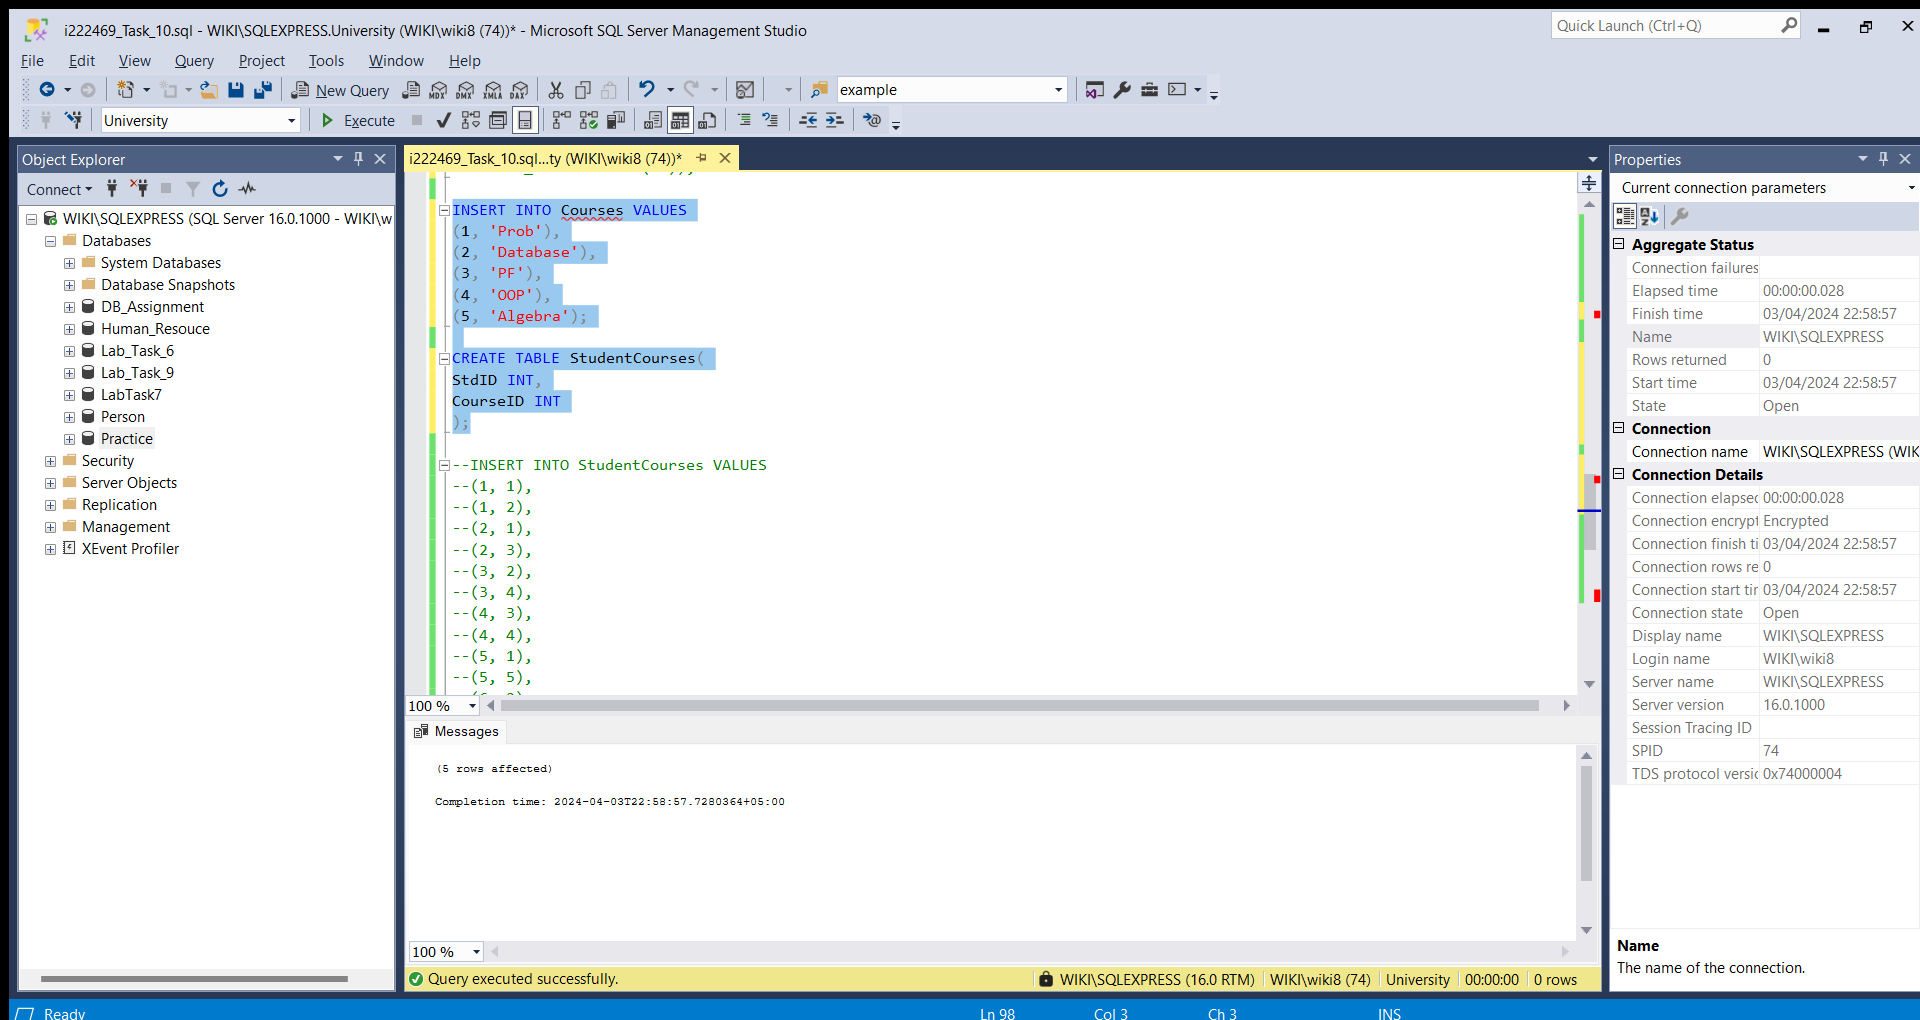 i222469_Task_10.sql - WIKI\SQLEXPRESS.University (WIKI\wiki8 (74))* - Microsoft SQL Server Management Studio
Quick Launch (Ctrl+Q)
File Edit View Query Project Tools Window Help
New Query MDX DMX XMLA DAX example
University Execute
Object Explorer
Connect
WIKI\SQLEXPRESS (SQL Server 16.0.1000 - WIKI\w
Databases
System Databases
Database Snapshots
DB_Assignment
Human_Resouce
Lab_Task_6
Lab_Task_9
LabTask7
Person
Practice
Security
Server Objects
Replication
Management
XEvent Profiler
i222469_Task_10.sql...ty (WIKI\wiki8 (74))*
INSERT INTO Courses VALUES
(1, 'Prob'),
(2, 'Database'),
(3, 'PF'),
(4, 'OOP'),
(5, 'Algebra');
CREATE TABLE StudentCourses(
StdID INT,
CourseID INT
);
--INSERT INTO StudentCourses VALUES
--(1, 1),
--(1, 2),
--(2, 1),
--(2, 3),
--(3, 2),
--(3, 4),
--(4, 3),
--(4, 4),
--(5, 1),
--(5, 5),
100 %
Messages
(5 rows affected)
Completion time: 2024-04-03T22:58:57.7280364+05:00
100 %
Query executed successfully.
WIKI\SQLEXPRESS (16.0 RTM) WIKI\wiki8 (74) University 00:00:00 0 rows
Properties
Current connection parameters
Aggregate Status
Connection failures
Elapsed time 00:00:00.028
Finish time 03/04/2024 22:58:57
Name WIKI\SQLEXPRESS
Rows returned 0
Start time 03/04/2024 22:58:57
State Open
Connection
Connection name WIKI\SQLEXPRESS (WIK
Connection Details
Connection elapsec 00:00:00.028
Connection encrypt Encrypted
Connection finish ti 03/04/2024 22:58:57
Connection rows re 0
Connection start tir 03/04/2024 22:58:57
Connection state Open
Display name WIKI\SQLEXPRESS
Login name WIKI\wiki8
Server name WIKI\SQLEXPRESS
Server version 16.0.1000
Session Tracing ID
SPID 74
TDS protocol versic 0x74000004
Name
The name of the connection.
Ready Ln 98 Col 3 Ch 3 INS